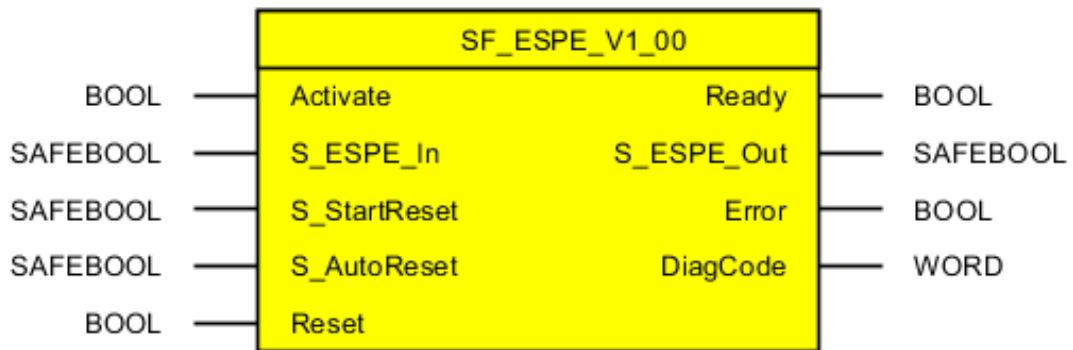 SF_ESPE_V1_00
BOOL Activate Ready BOOL
SAFEBOOL S_ESPE_In S_ESPE_Out SAFEBOOL
SAFEBOOL S_StartReset Error BOOL
SAFEBOOL S_AutoReset DiagCode WORD
BOOL Reset